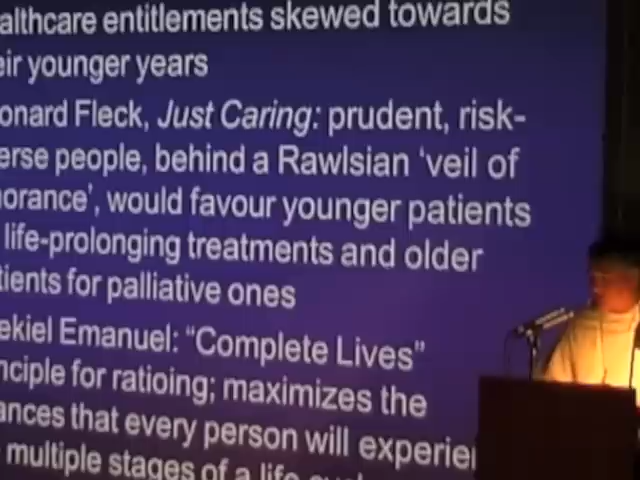 althcare entitlements skewed towards
eir younger years
onard Fleck, Just Caring: prudent, risk-
erse people, behind a Rawlsian ‘veil of
norance’, would favour younger patients
life-prolonging treatments and older
tients for palliative ones
ekiel Emanuel: “Complete Lives”
nciple for ratioing; maximizes the
ances that every person will experien
multiple stages of a life